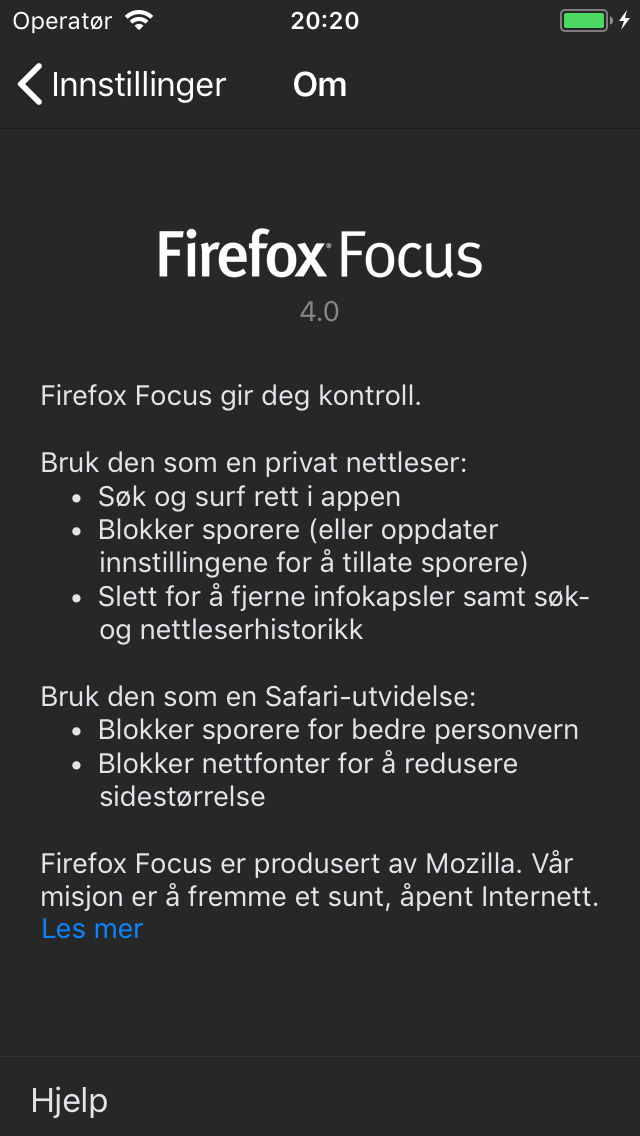 Operatør 20:20
Innstillinger Om
Firefox Focus
4.0
Firefox Focus gir deg kontroll.
Bruk den som en privat nettleser:
• Søk og surf rett i appen
• Blokker sporere (eller oppdater
innstillingene for å tillate sporere)
• Slett for å fjerne infokapsler samt søk-
og nettleserhistorikk
Bruk den som en Safari-utvidelse:
• Blokker sporere for bedre personvern
• Blokker nettfonter for å redusere
sidestørrelse
Firefox Focus er produsert av Mozilla. Vår
misjon er å fremme et sunt, åpent Internett.
Les mer
Hjelp